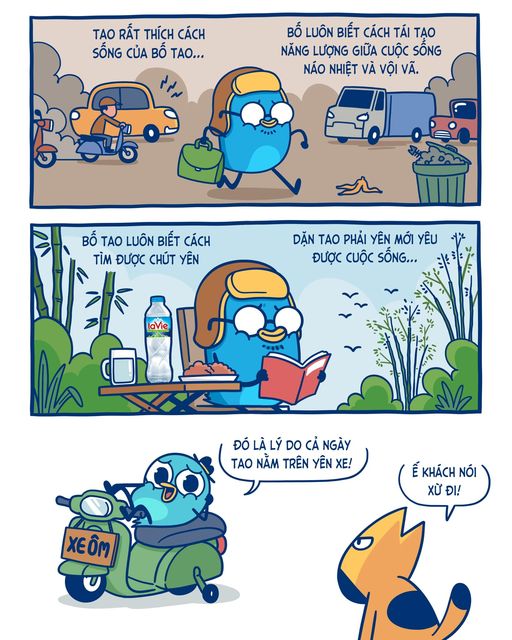 TAO RẤT THÍCH CÁCH
SỐNG CỦA BỐ TAO...
BỐ LUÔN BIẾT CÁCH TÁI TẠO
NĂNG LƯỢNG GIỮA CUỘC SỐNG
NÁO NHIỆT VÀ VỘI VÃ.
BỐ TAO LUÔN BIẾT CÁCH
TÌM ĐƯỢC CHÚT YÊN
DẶN TAO PHẢI YÊN MỚI YÊU
ĐƯỢC CUỘC SỐNG...
LaVie
ĐÓ LÀ LÝ DO CẢ NGÀY
TAO NẰM TRÊN YÊN XE!
XE ÔM
Ế KHÁCH NÓI
XỪ ĐI!